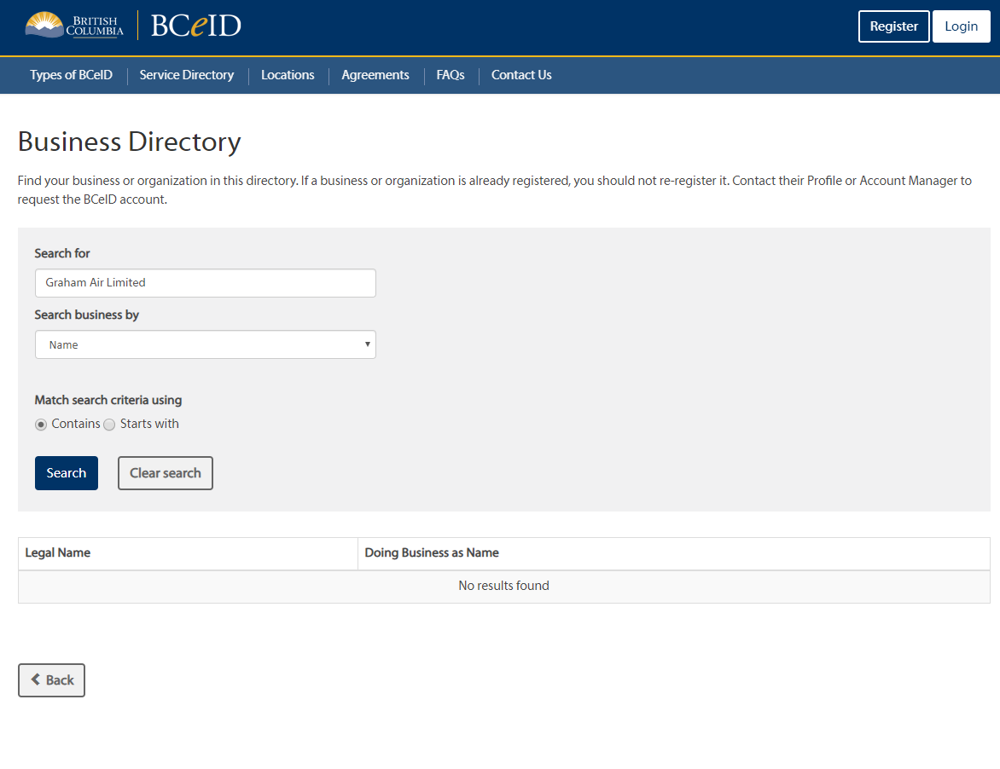 BRITISH
COLUMBIA
BCeID
Register
Login
Types of BCeID
Service Directory
Locations
Agreements
FAQs
Contact Us
Business Directory
Find your business or organization in this directory. If a business or organization is already registered, you should not re-register it. Contact their Profile or Account Manager to
request the BCeID account.
Search for
Graham Air Limited
Search business by
Name
Match search criteria using
Contains Starts with
Search
Clear search
Legal Name
Doing Business as Name
No results found
Back